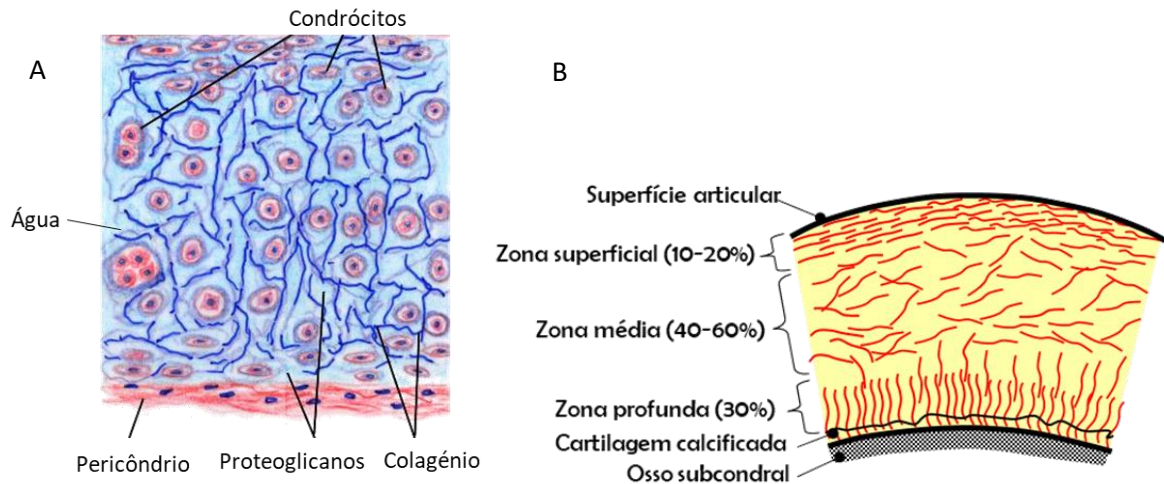 A
Condrócitos
Água
Pericôndrio
Proteoglicanos
Colagénio
B
Superfície articular
Zona superficial (10-20%)
Zona média (40-60%)
Zona profunda (30%)
Cartilagem calcificada
Osso subcondral